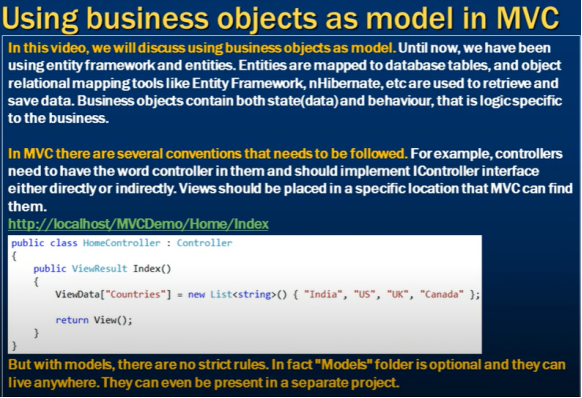 Using business objects as model in MVC
In this video, we will discuss using business objects as model. Until now, we have been
using entity framework and entities. Entities are mapped to database tables, and object
relational mapping tools like Entity Framework, nHibernate, etc are used to retrieve and
save data. Business objects contain both state(data) and behaviour, that is logic specific
to the business.
In MVC there are several conventions that needs to be followed. For example, controllers
need to have the word controller in them and should implement IController interface
either directly or indirectly. Views should be placed in a specific location that MVC can find
them.
http://localhost/MVCDemo/Home/Index
public class HomeController : Controller
{
public ViewResult Index()
{
ViewData["Countries"] = new List<string>() { "India", "US", "UK", "Canada" };
return View();
}
}
But with models, there are no strict rules. In fact "Models" folder is optional and they can
live anywhere. They can even be present in a separate project.